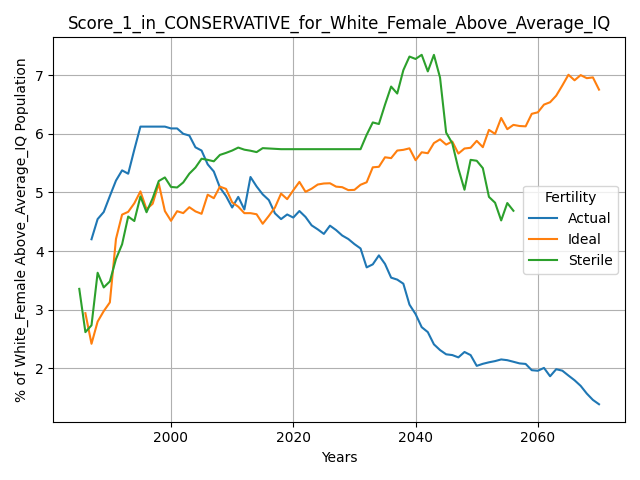 Score_1_in_CONSERVATIVE_for_White_Female_Above_Average_IQ
% of White_Female Above_Average_IQ Population
7
6
5
4
3
2
Fertility
Actual
Ideal
Sterile
2000
2020
2040
2060
Years